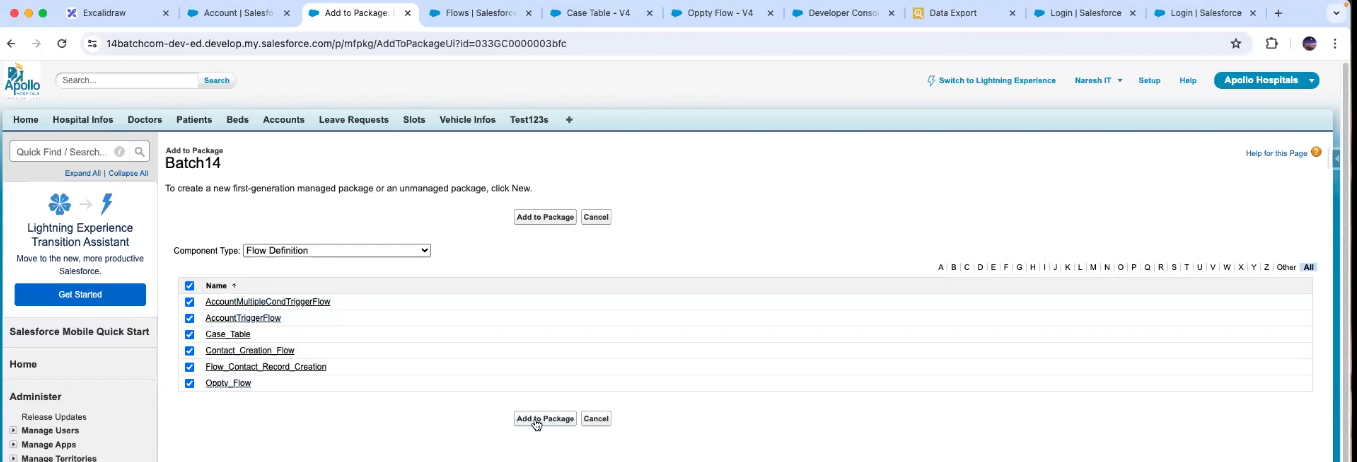 Excalidraw
Account | Salesfo
Add to Package: B
Flows | Salesforce
Case Table - V4
Oppty Flow - V4
Developer Conso
Data Export
Login | Salesforce
Login | Salesforce
14batchcom-dev-ed.develop.my.salesforce.com/p/mfpkg/AddToPackageUi?id=033GC0000003bfc
Apollo
HOSPITALS
Search...
Search
Switch to Lightning Experience
Naresh IT
Setup
Help
Apollo Hospitals
Home
Hospital Infos
Doctors
Patients
Beds
Accounts
Leave Requests
Slots
Vehicle Infos
Test123s
+
Quick Find / Search...
Expand All | Collapse All
Lightning Experience
Transition Assistant
Move to the new, more productive
Salesforce.
Get Started
Salesforce Mobile Quick Start
Home
Administer
Release Updates
Manage Users
Manage Apps
Manage Territories
Add to Package
Batch14
Help for this Page
To create a new first-generation managed package or an unmanaged package, click New.
Add to Package
Cancel
Component Type: Flow Definition
A | B | C | D | E | F | G | H | I | J | K | L | M | N | O | P | Q | R | S | T | U | V | W | X | Y | Z | Other | All
Name
AccountMultipleCondTriggerFlow
AccountTriggerFlow
Case_Table
Contact_Creation_Flow
Flow_Contact_Record_Creation
Oppty_Flow
Add to Package
Cancel